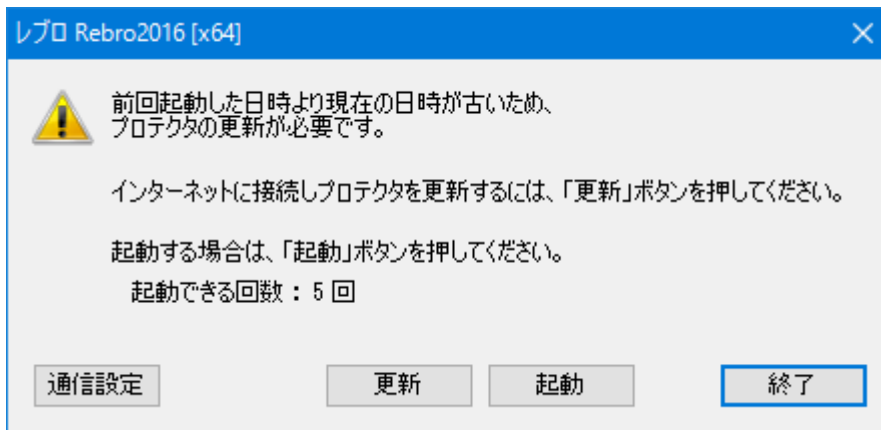 レブロ Rebro2016 [x64]
前回起動した日時より現在の日時が古いため、
プロテクタの更新が必要です。
インターネットに接続しプロテクタを更新するには、「更新」ボタンを押してください。
起動する場合は、「起動」ボタンを押してください。
起動できる回数 : 5 回
通信設定 更新 起動 終了